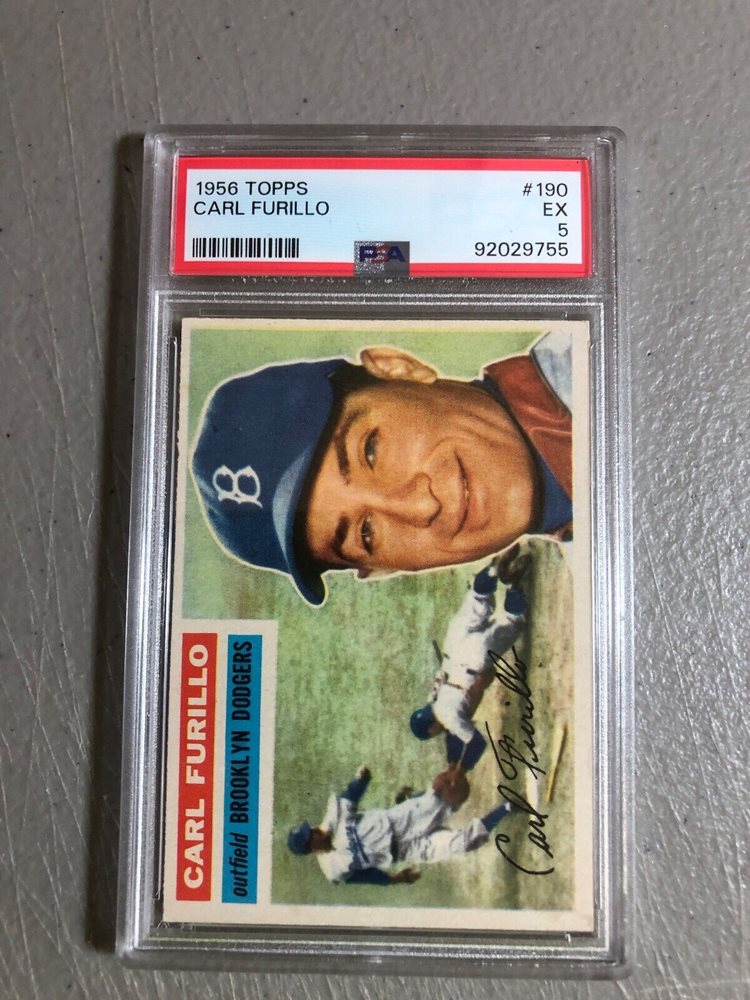 1956 TOPPS #190
CARL FURILLO EX
5
PSA 92029755
B
CARL FURILLO
outfield BROOKLYN DODGERS
Carl Furillo